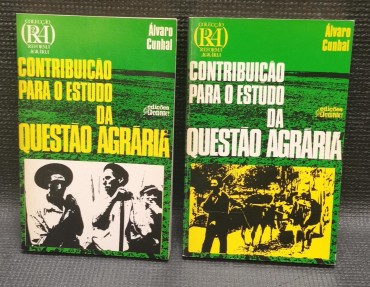 COLECÇÃO
RA
REFORMA
AGRÁRIA
Álvaro
Cunhal
CONTRIBUIÇÃO
PARA O ESTUDO
DA
edições
Avante!
QUESTÃO AGRÁRIA
COLECÇÃO
RA
REFORMA
AGRÁRIA
Álvaro
Cunhal
CONTRIBUIÇÃO
PARA O ESTUDO
DA
edições
Avante!
QUESTÃO AGRÁRIA